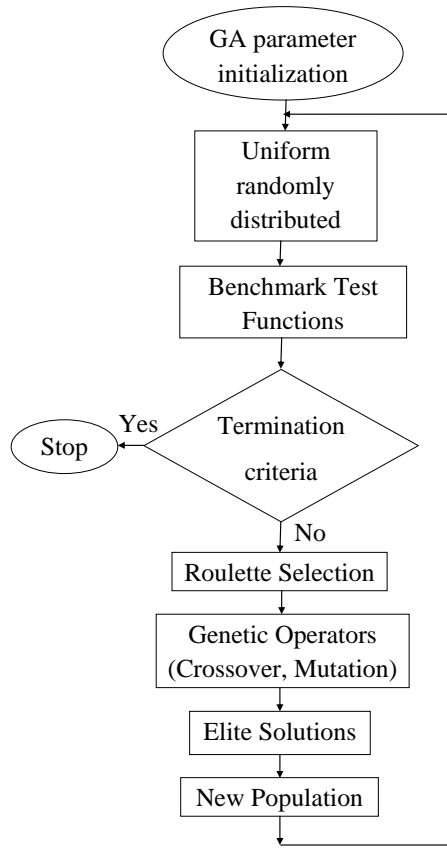 GA parameter
initialization
Uniform
randomly
distributed
Benchmark Test
Functions
Yes
Stop
Termination
criteria
No
Roulette Selection
Genetic Operators
(Crossover, Mutation)
Elite Solutions
New Population